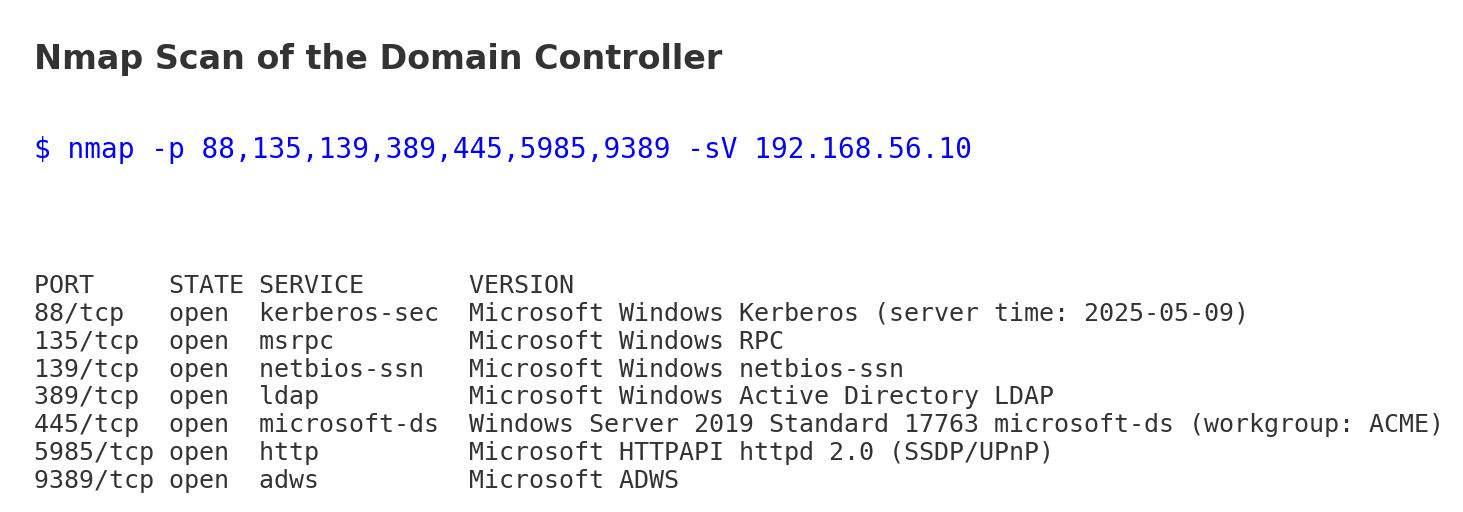 Nmap Scan of the Domain Controller
$ nmap -p 88,135,139,389,445,5985,9389 -sV 192.168.56.10
PORT     STATE SERVICE       VERSION
88/tcp   open  kerberos-sec  Microsoft Windows Kerberos (server time: 2025-05-09)
135/tcp  open  msrpc         Microsoft Windows RPC
139/tcp  open  netbios-ssn   Microsoft Windows netbios-ssn
389/tcp  open  ldap          Microsoft Windows Active Directory LDAP
445/tcp  open  microsoft-ds  Windows Server 2019 Standard 17763 microsoft-ds (workgroup: ACME)
5985/tcp open  http          Microsoft HTTPAPI httpd 2.0 (SSDP/UPnP)
9389/tcp open  adws          Microsoft ADWS